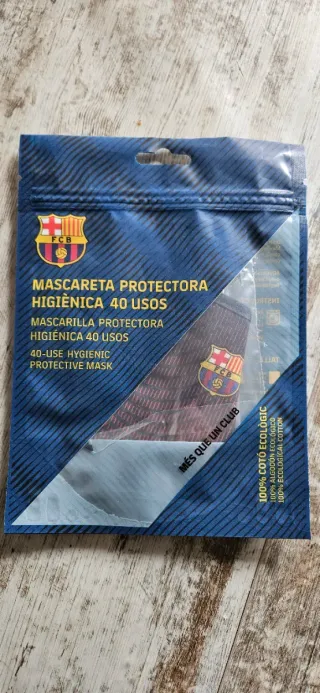 FCB
MASCARETA PROTECTORA
HIGIÈNICA 40 USOS
MASCARILLA PROTECTORA
HIGIÉNICA 40 USOS
40-USE HYGIENIC
PROTECTIVE MASK
MÉS QUE UN CLUB
100% COTÓ ECOLÒGIC
100% ALGODÓN ECOLÓGICO
100% ECOLOGICAL COTTON